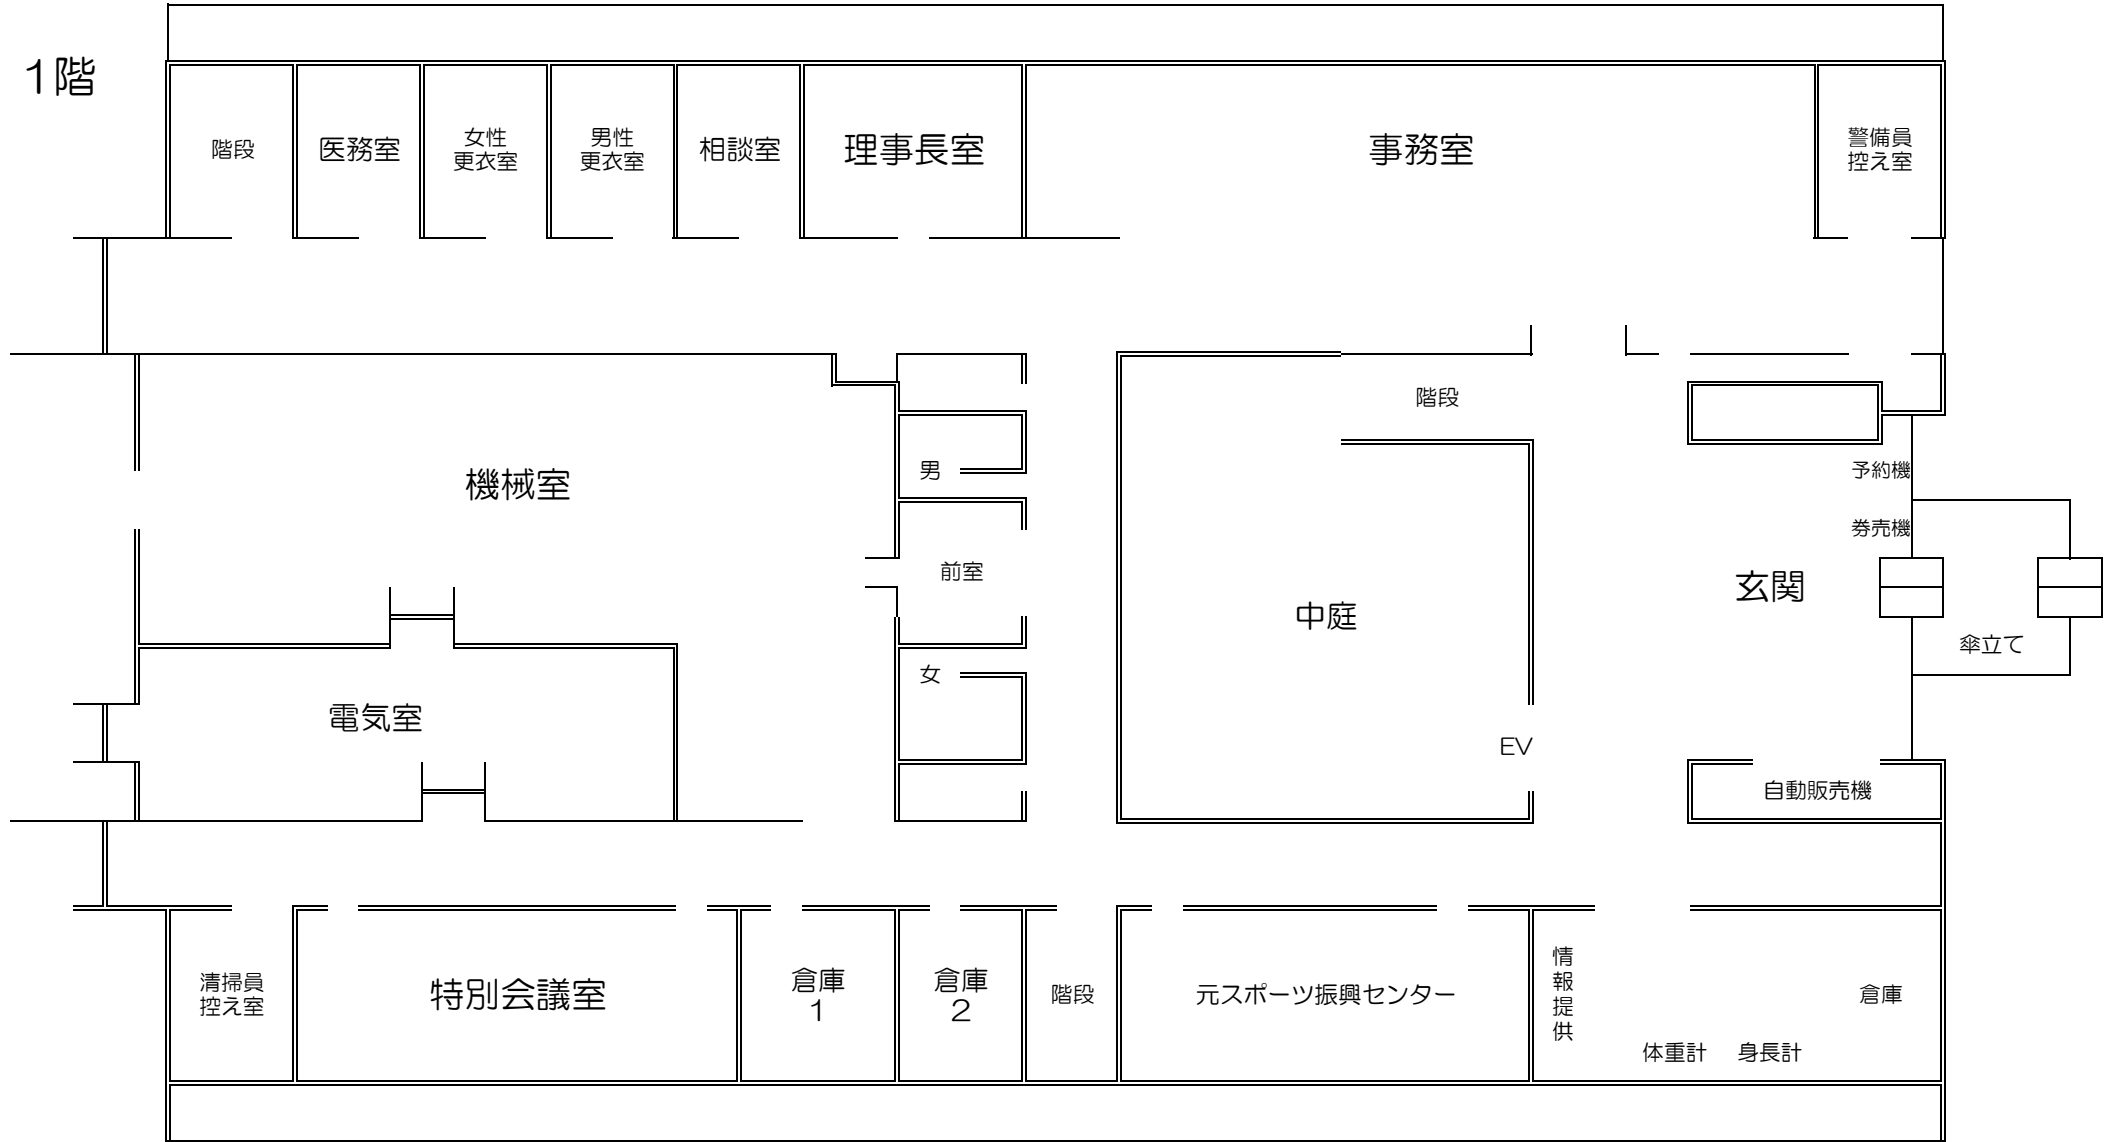 1階
階段
医務室
女性
更衣室
男性
更衣室
相談室
理事長室
事務室
警備員
控え室
階段
機械室
男
予約機
券売機
前室
中庭
玄関
傘立て
女
電気室
EV
自動販売機
清掃員
控え室
特別会議室
倉庫
1
倉庫
2
階段
元スポーツ振興センター
情
報
提
供
倉庫
体重計
身長計